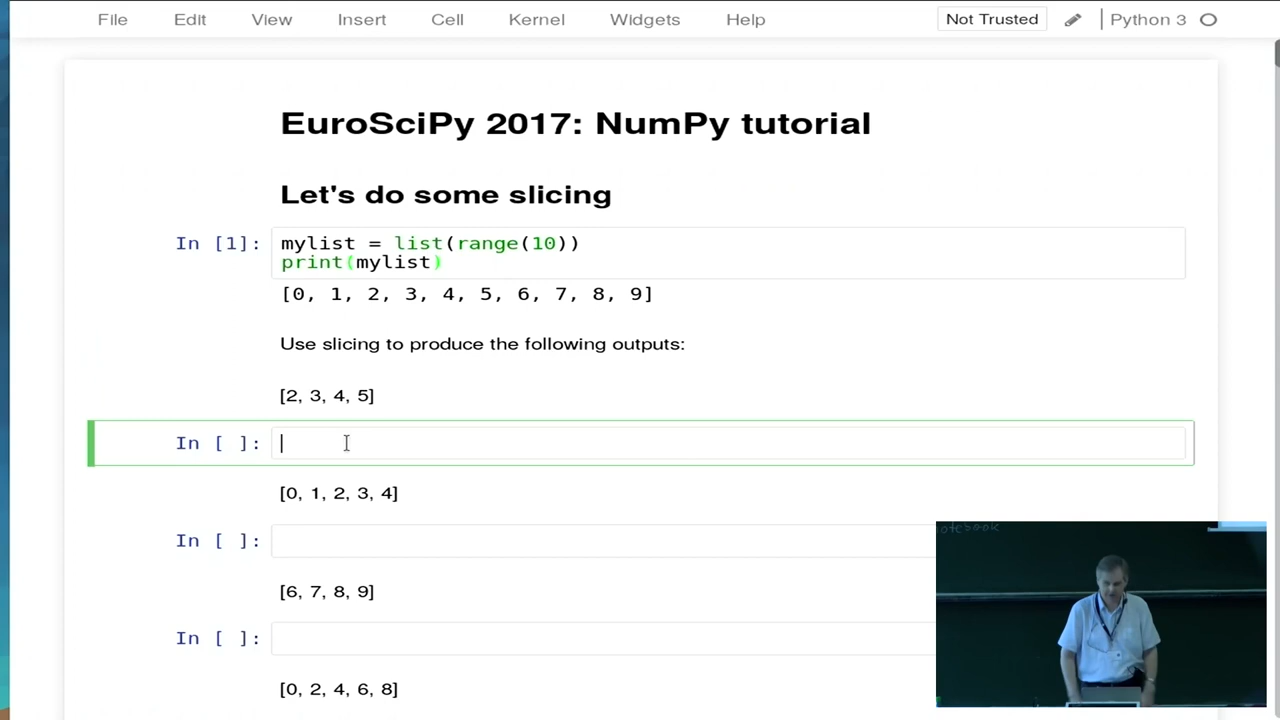 File Edit View Insert Cell Kernel Widgets Help Not Trusted Python 3
EuroSciPy 2017: NumPy tutorial
Let's do some slicing
In [1]: mylist = list(range(10))
print(mylist)
[0, 1, 2, 3, 4, 5, 6, 7, 8, 9]
Use slicing to produce the following outputs:
[2, 3, 4, 5]
In [ ]:
[0, 1, 2, 3, 4]
In [ ]:
[6, 7, 8, 9]
In [ ]:
[0, 2, 4, 6, 8]